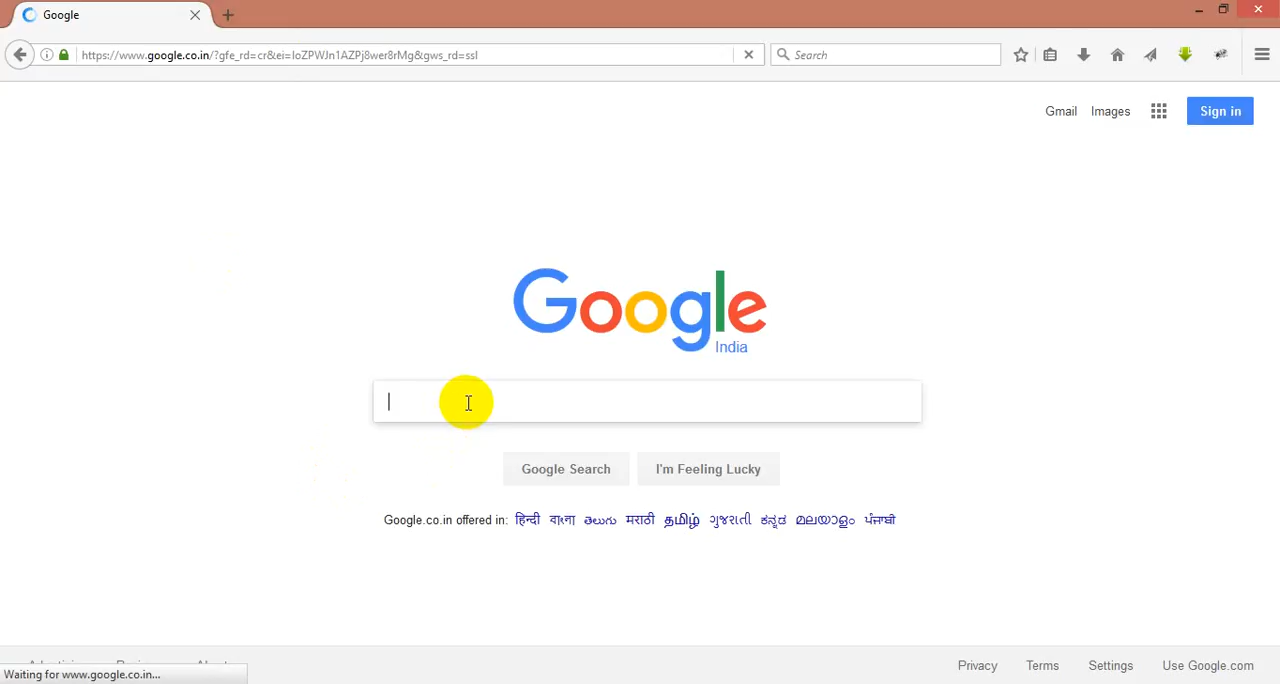 Google
https://www.google.co.in/?gfe_rd=cr&ei=IoZPWJn1AZPj8wer8rMg&gws_rd=ssl
Search
Gmail Images Sign in
Google
India
Google Search I'm Feeling Lucky
Google.co.in offered in: हिन्दी বাংলা తెలుగు मराठी தமிழ் ગુજરાતી ಕನ್ನಡ മലയാളം ਪੰਜਾਬੀ
Privacy Terms Settings Use Google.com
Waiting for www.google.co.in...